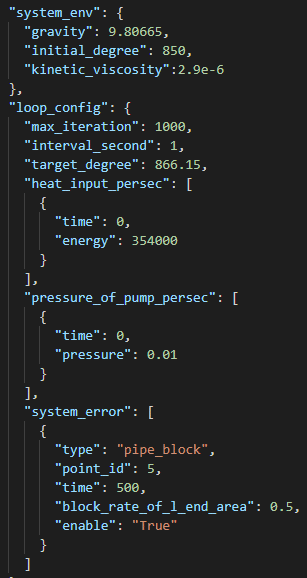 "system_env": {
"gravity": 9.80665,
"initial_degree": 850,
"kinetic_viscosity":2.9e-6
},
"loop_config": {
"max_iteration": 1000,
"interval_second": 1,
"target_degree": 866.15,
"heat_input_persec": [
{
"time": 0,
"energy": 354000
}
],
"pressure_of_pump_persec": [
{
"time": 0,
"pressure": 0.01
}
],
"system_error": [
{
"type": "pipe_block",
"point_id": 5,
"time": 500,
"block_rate_of_l_end_area": 0.5,
"enable": "True"
}
]